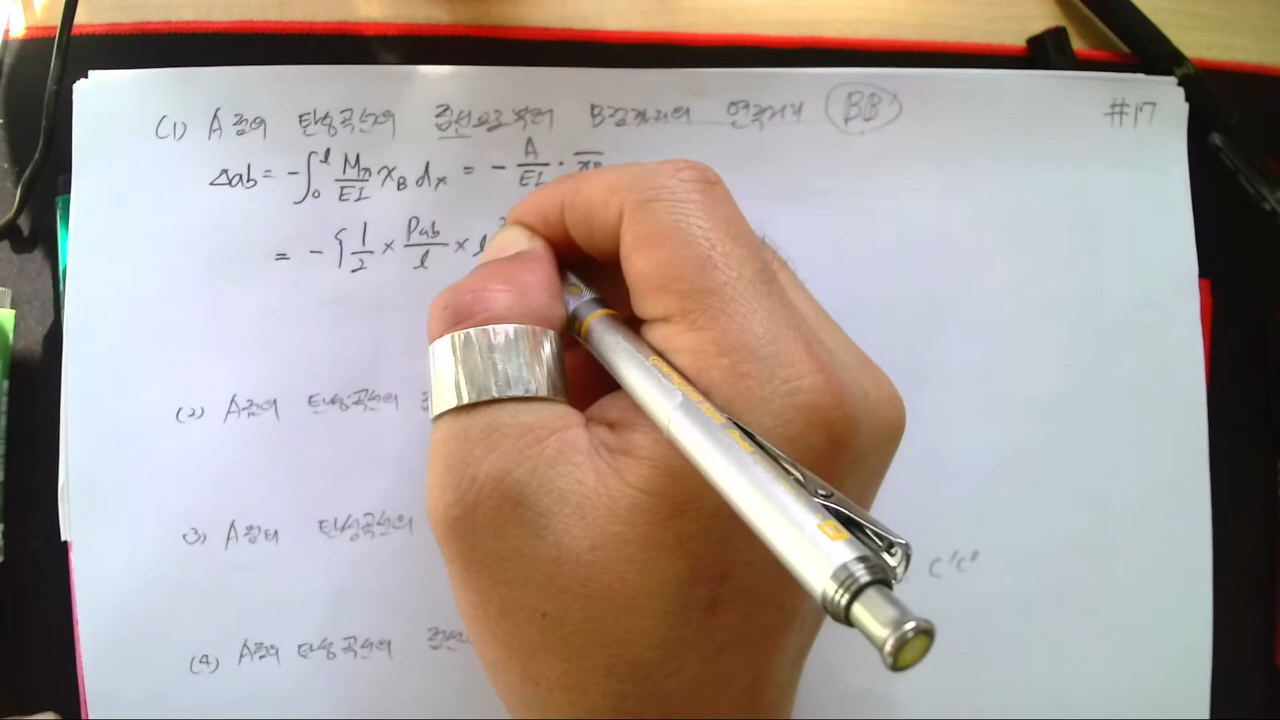 (1) A점의 탄성곡선의 접선으로부터 B점까지의 연직거리 BB' #17
Δab = -∫₀ˡ Mx/EI x_B dx = - A/EI ·
= - { 1/2 × Pab/l × l
(2) A점의 탄성곡선의
3) A점의 탄성곡선의
C'C"
(4) A점의 탄성곡선의 접선